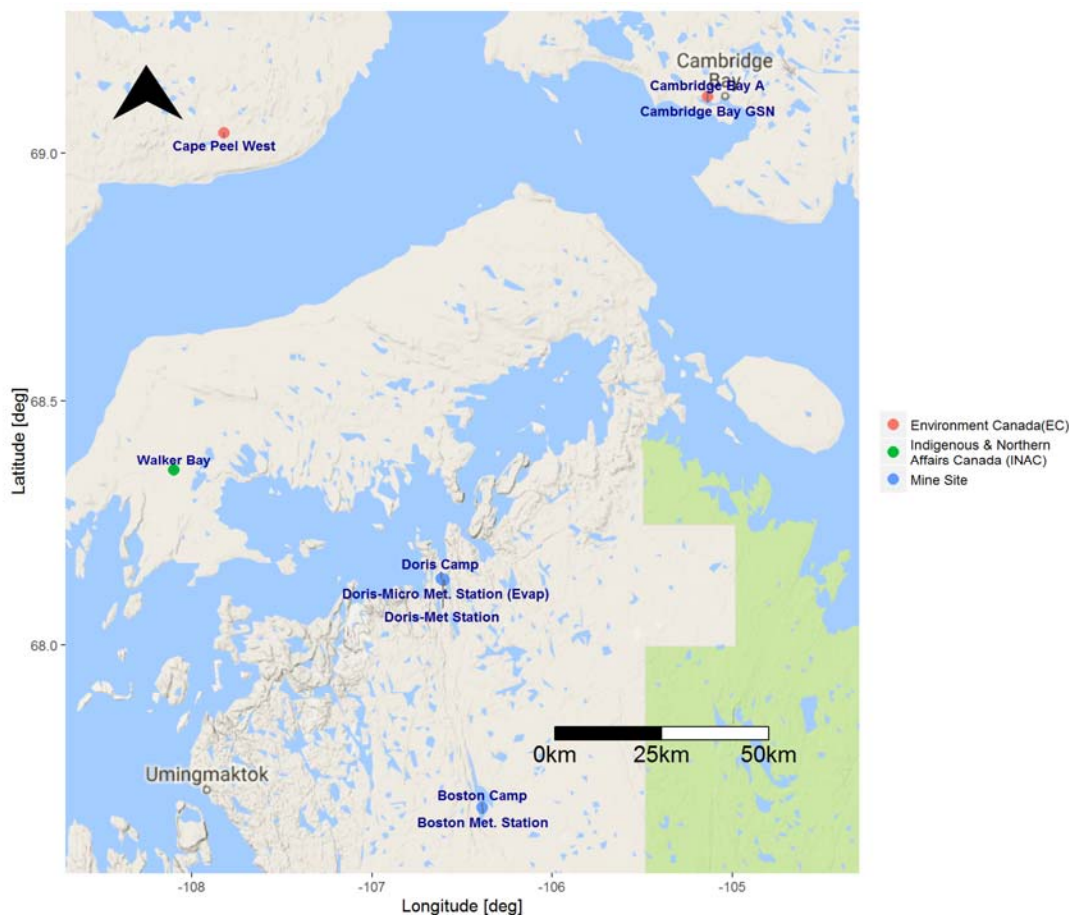 Cambridge
Bay
Cambridge Bay A
Cambridge Bay GSN
Cape Peel West
69.0
68.5
Latitude [deg]
Environment Canada(EC)
Indigenous & Northern
Affairs Canada (INAC)
Mine Site
Walker Bay
Doris Camp
Doris-Micro Met. Station (Evap)
Doris-Met Station
68.0
0km
25km
50km
Umingmaktok
Boston Camp
Boston Met. Station
-108
-107
-106
-105
Longitude [deg]